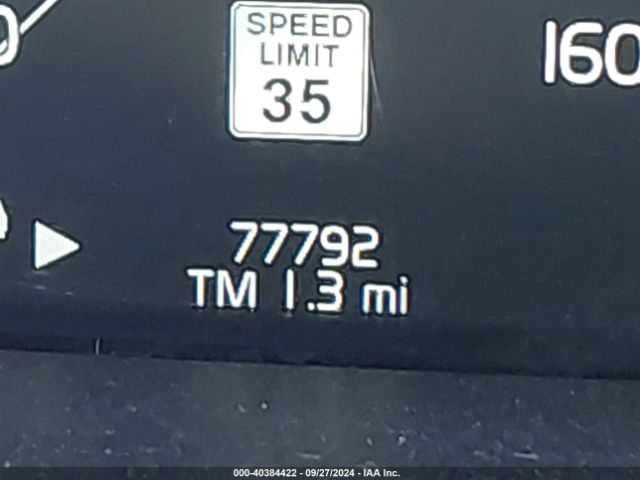 SPEED
LIMIT
35
160
77792
TM 1.3 mi
000-40384422 - 09/27/2024 - IAA Inc.